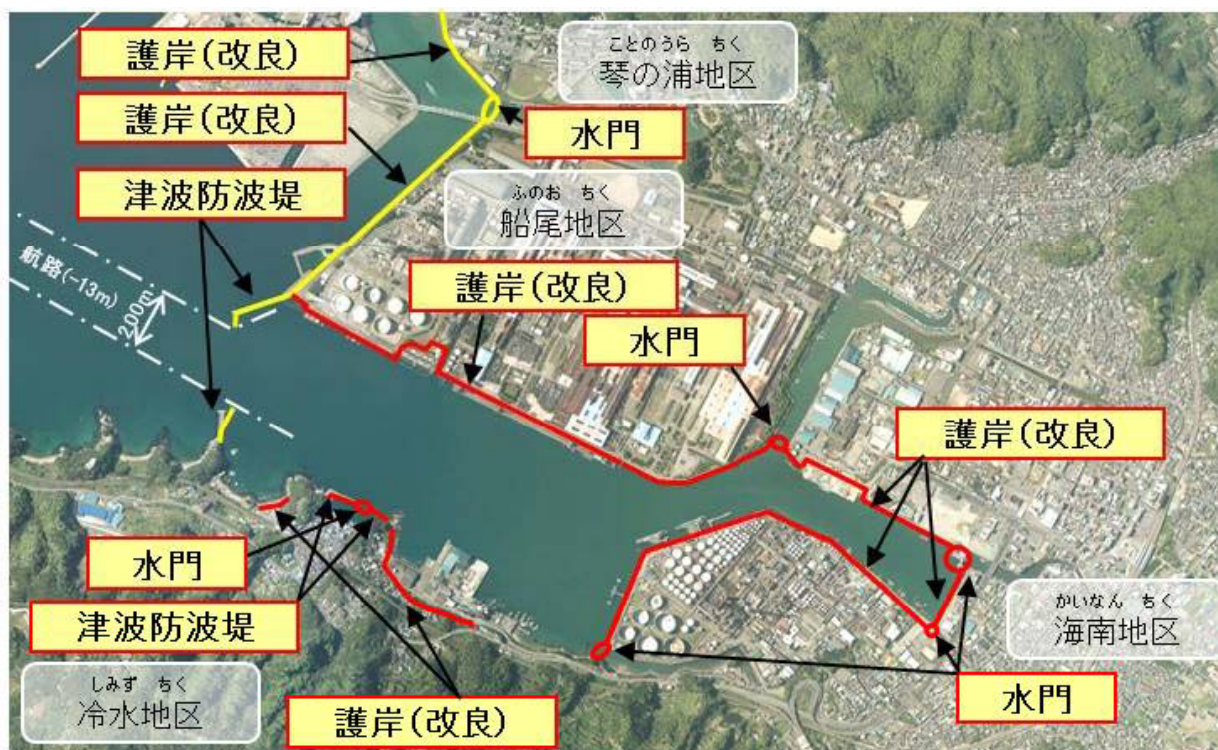 護岸(改良)
ことのうら ちく
琴の浦地区
護岸(改良)
水門
津波防波堤
ふのお ちく
船尾地区
航路(-13m)
200m
護岸(改良)
水門
護岸(改良)
水門
津波防波堤
かいなん ちく
海南地区
しみず ちく
冷水地区
護岸(改良)
水門